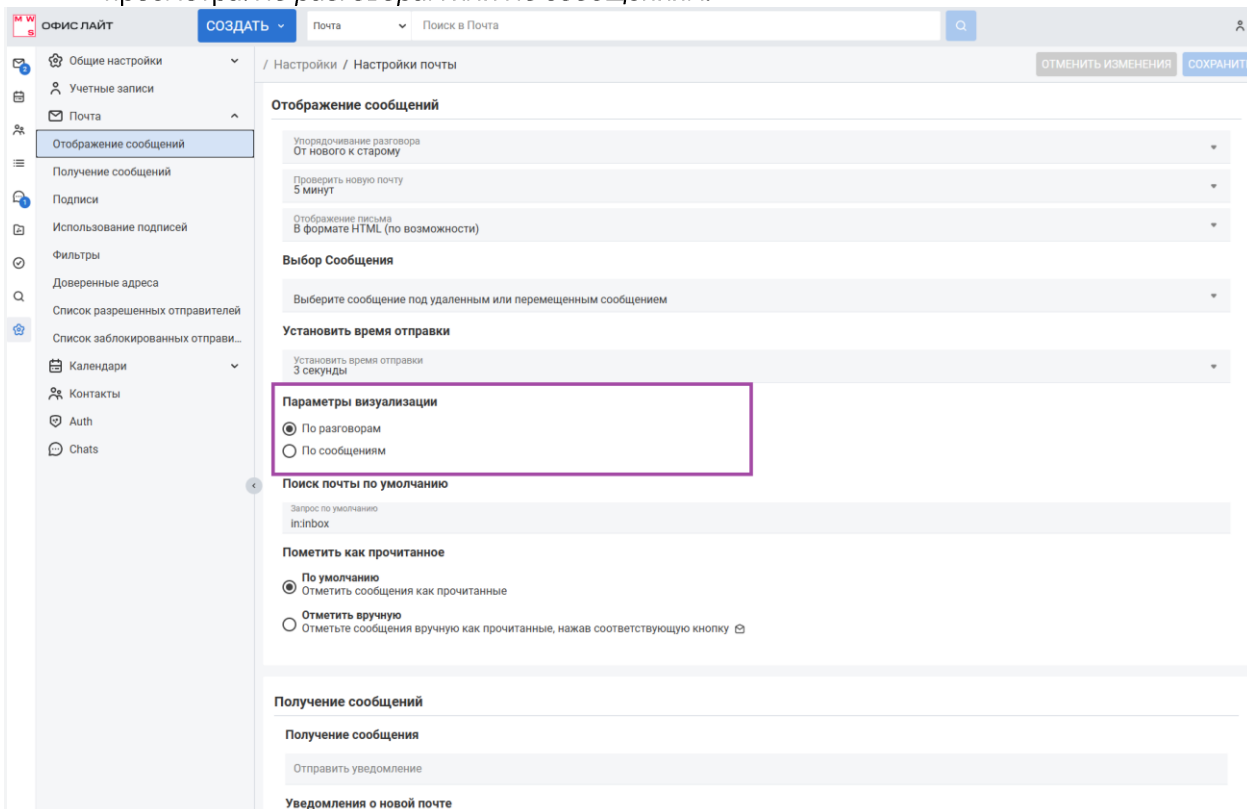 просмотра: по разговорам или по сообщениям.
M W S ОФИС ЛАЙТ СОЗДАТЬ Почта Поиск в Почта
2 Общие настройки / Настройки / Настройки почты ОТМЕНИТЬ ИЗМЕНЕНИЯ СОХРАНИТЬ
Учетные записи
Почта
Отображение сообщений
Получение сообщений
1 Подписи
Использование подписей
Фильтры
Доверенные адреса
Список разрешенных отправителей
Список заблокированных отправи...
Календари
Контакты
Auth
Chats
Отображение сообщений
Упорядочивание разговора
От нового к старому
Проверить новую почту
5 минут
Отображение письма
В формате HTML (по возможности)
Выбор Сообщения
Выберите сообщение под удаленным или перемещенным сообщением
Установить время отправки
Установить время отправки
3 секунды
Параметры визуализации
По разговорам
По сообщениям
Поиск почты по умолчанию
Запрос по умолчанию
in:inbox
Пометить как прочитанное
По умолчанию
Отметить сообщения как прочитанные
Отметить вручную
Отметьте сообщения вручную как прочитанные, нажав соответствующую кнопку
Получение сообщений
Получение сообщения
Отправить уведомление
Уведомления о новой почте